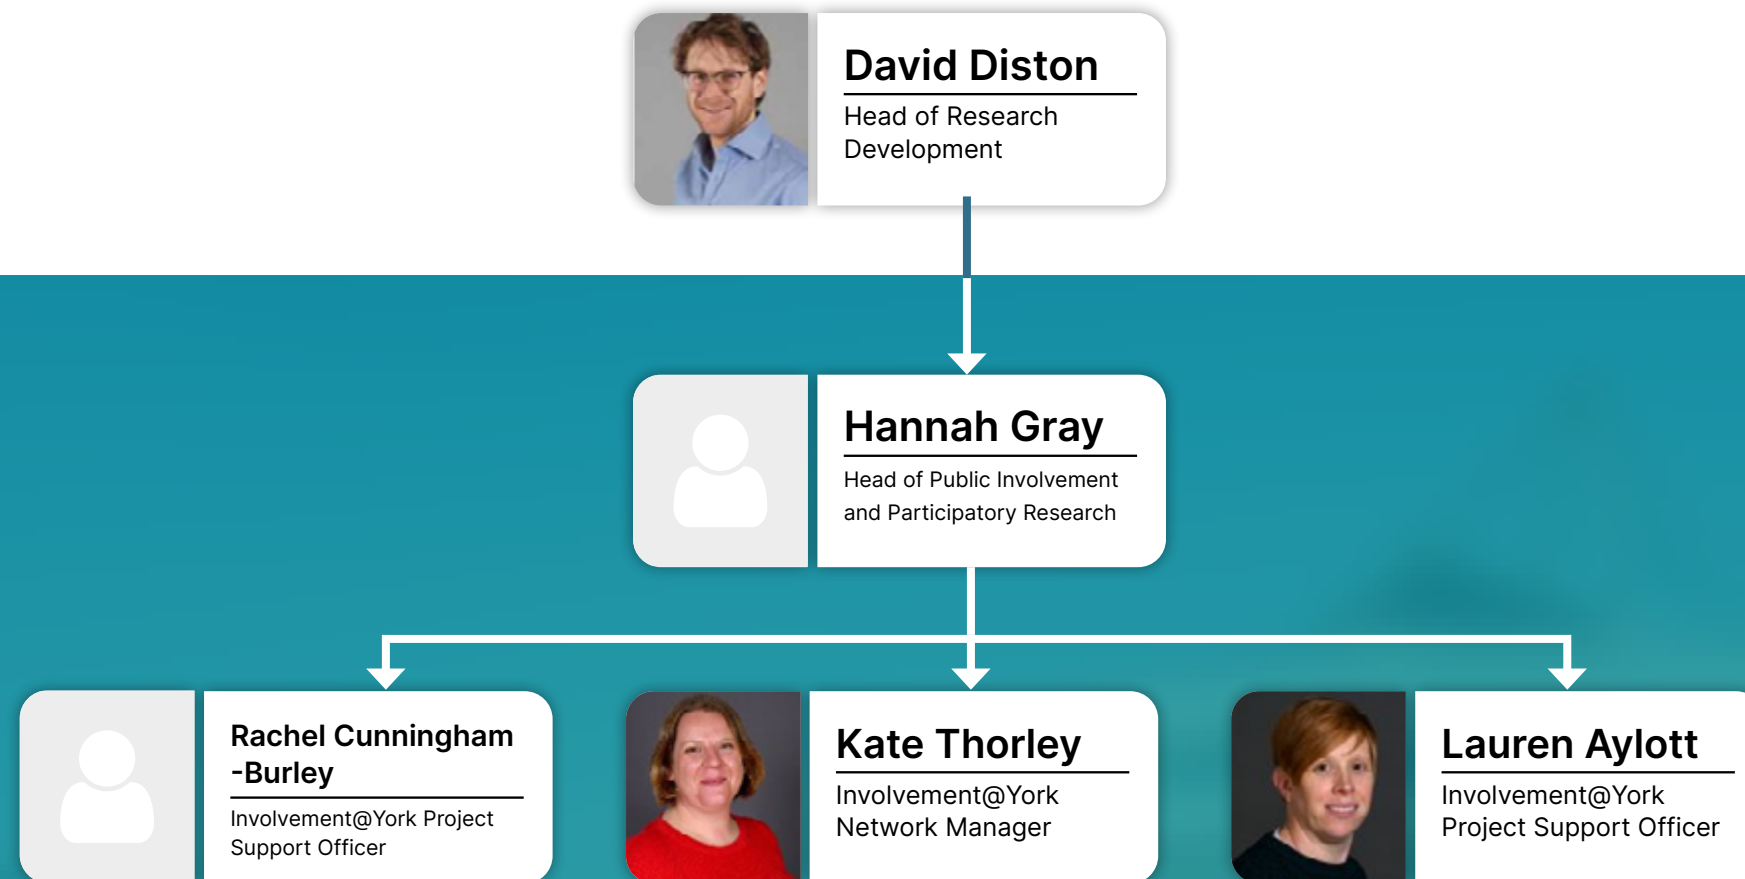 David Diston
Head of Research
Development
Hannah Gray
Head of Public Involvement
and Participatory Research
Rachel Cunningham
-Burley
Involvement@York Project
Support Officer
Kate Thorley
Involvement@York
Network Manager
Lauren Aylott
Involvement@York
Project Support Officer